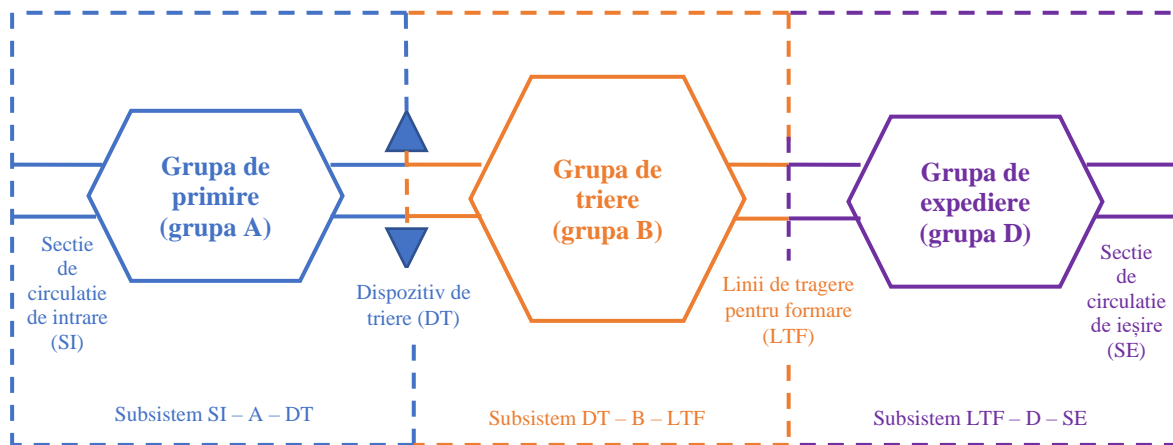 Grupa de
primire
(grupa A)
Grupa de
triere
(grupa B)
Grupa de
expediere
(grupa D)
Sectie
de
circulatie
de intrare
(SI)
Dispozitiv de
triere (DT)
Linii de tragere
pentru formare
(LTF)
Sectie
de
circulatie
de ieșire
(SE)
Subsistem SI – A – DT
Subsistem DT – B – LTF
Subsistem LTF – D – SE